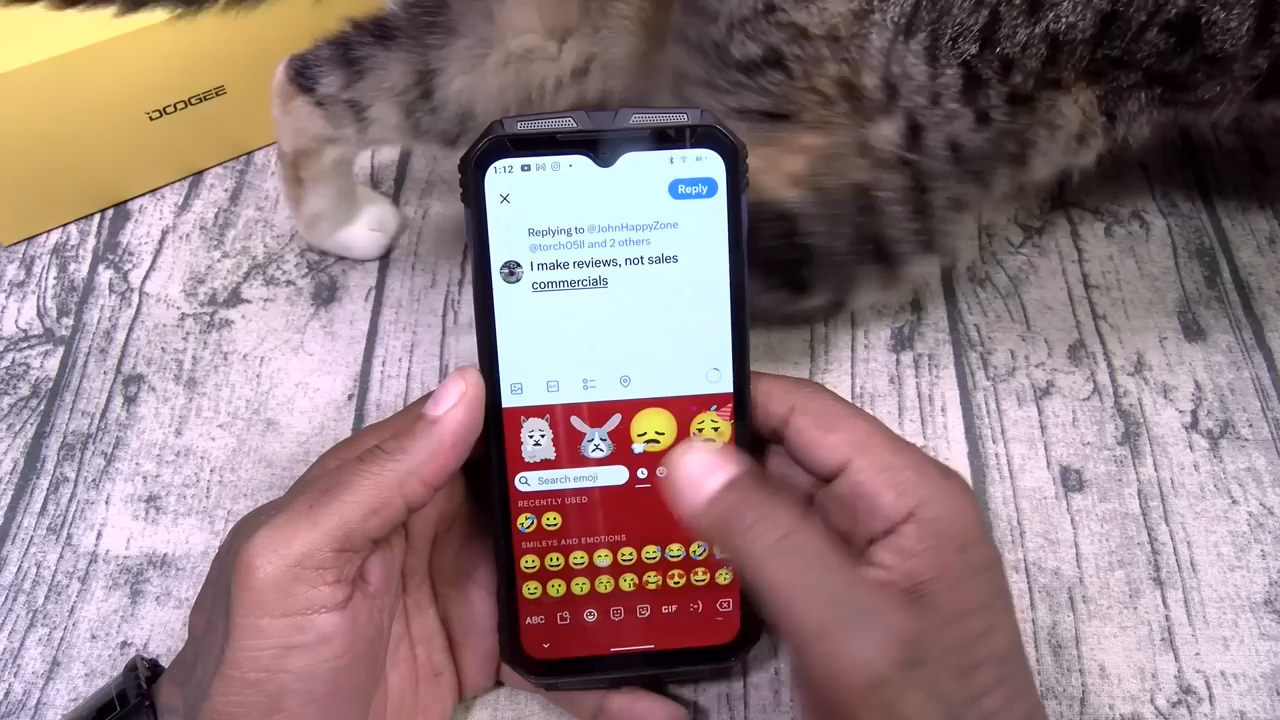 DOOGEE
1:12
Reply
Replying to @JohnHappyZone
@torch05ll and 2 others
I make reviews, not sales
commercials
GIF
Search emoji
RECENTLY USED
SMILEYS AND EMOTIONS
ABC
GIF
:-)